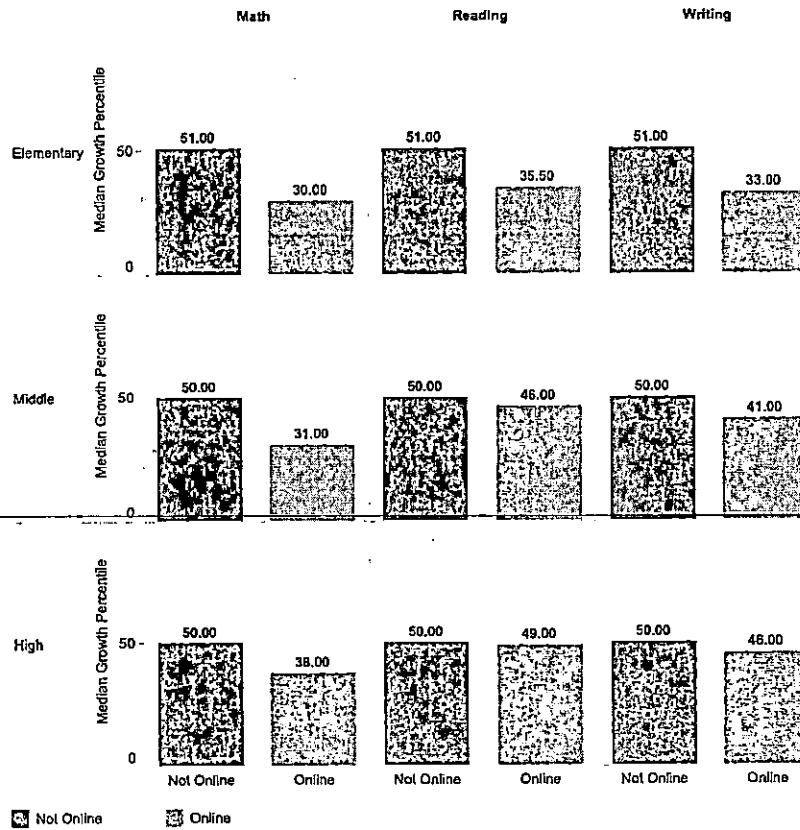 Math Reading Writing
Elementary
Median Growth Percentile
50
0
51.00 30.00 51.00 35.50 51.00 33.00
Middle
Median Growth Percentile
50
0
50.00 31.00 50.00 46.00 50.00 41.00
High
Median Growth Percentile
50
0
50.00 38.00 50.00 49.00 50.00 46.00
Not Online Online Not Online Online Not Online Online
Not Online Online